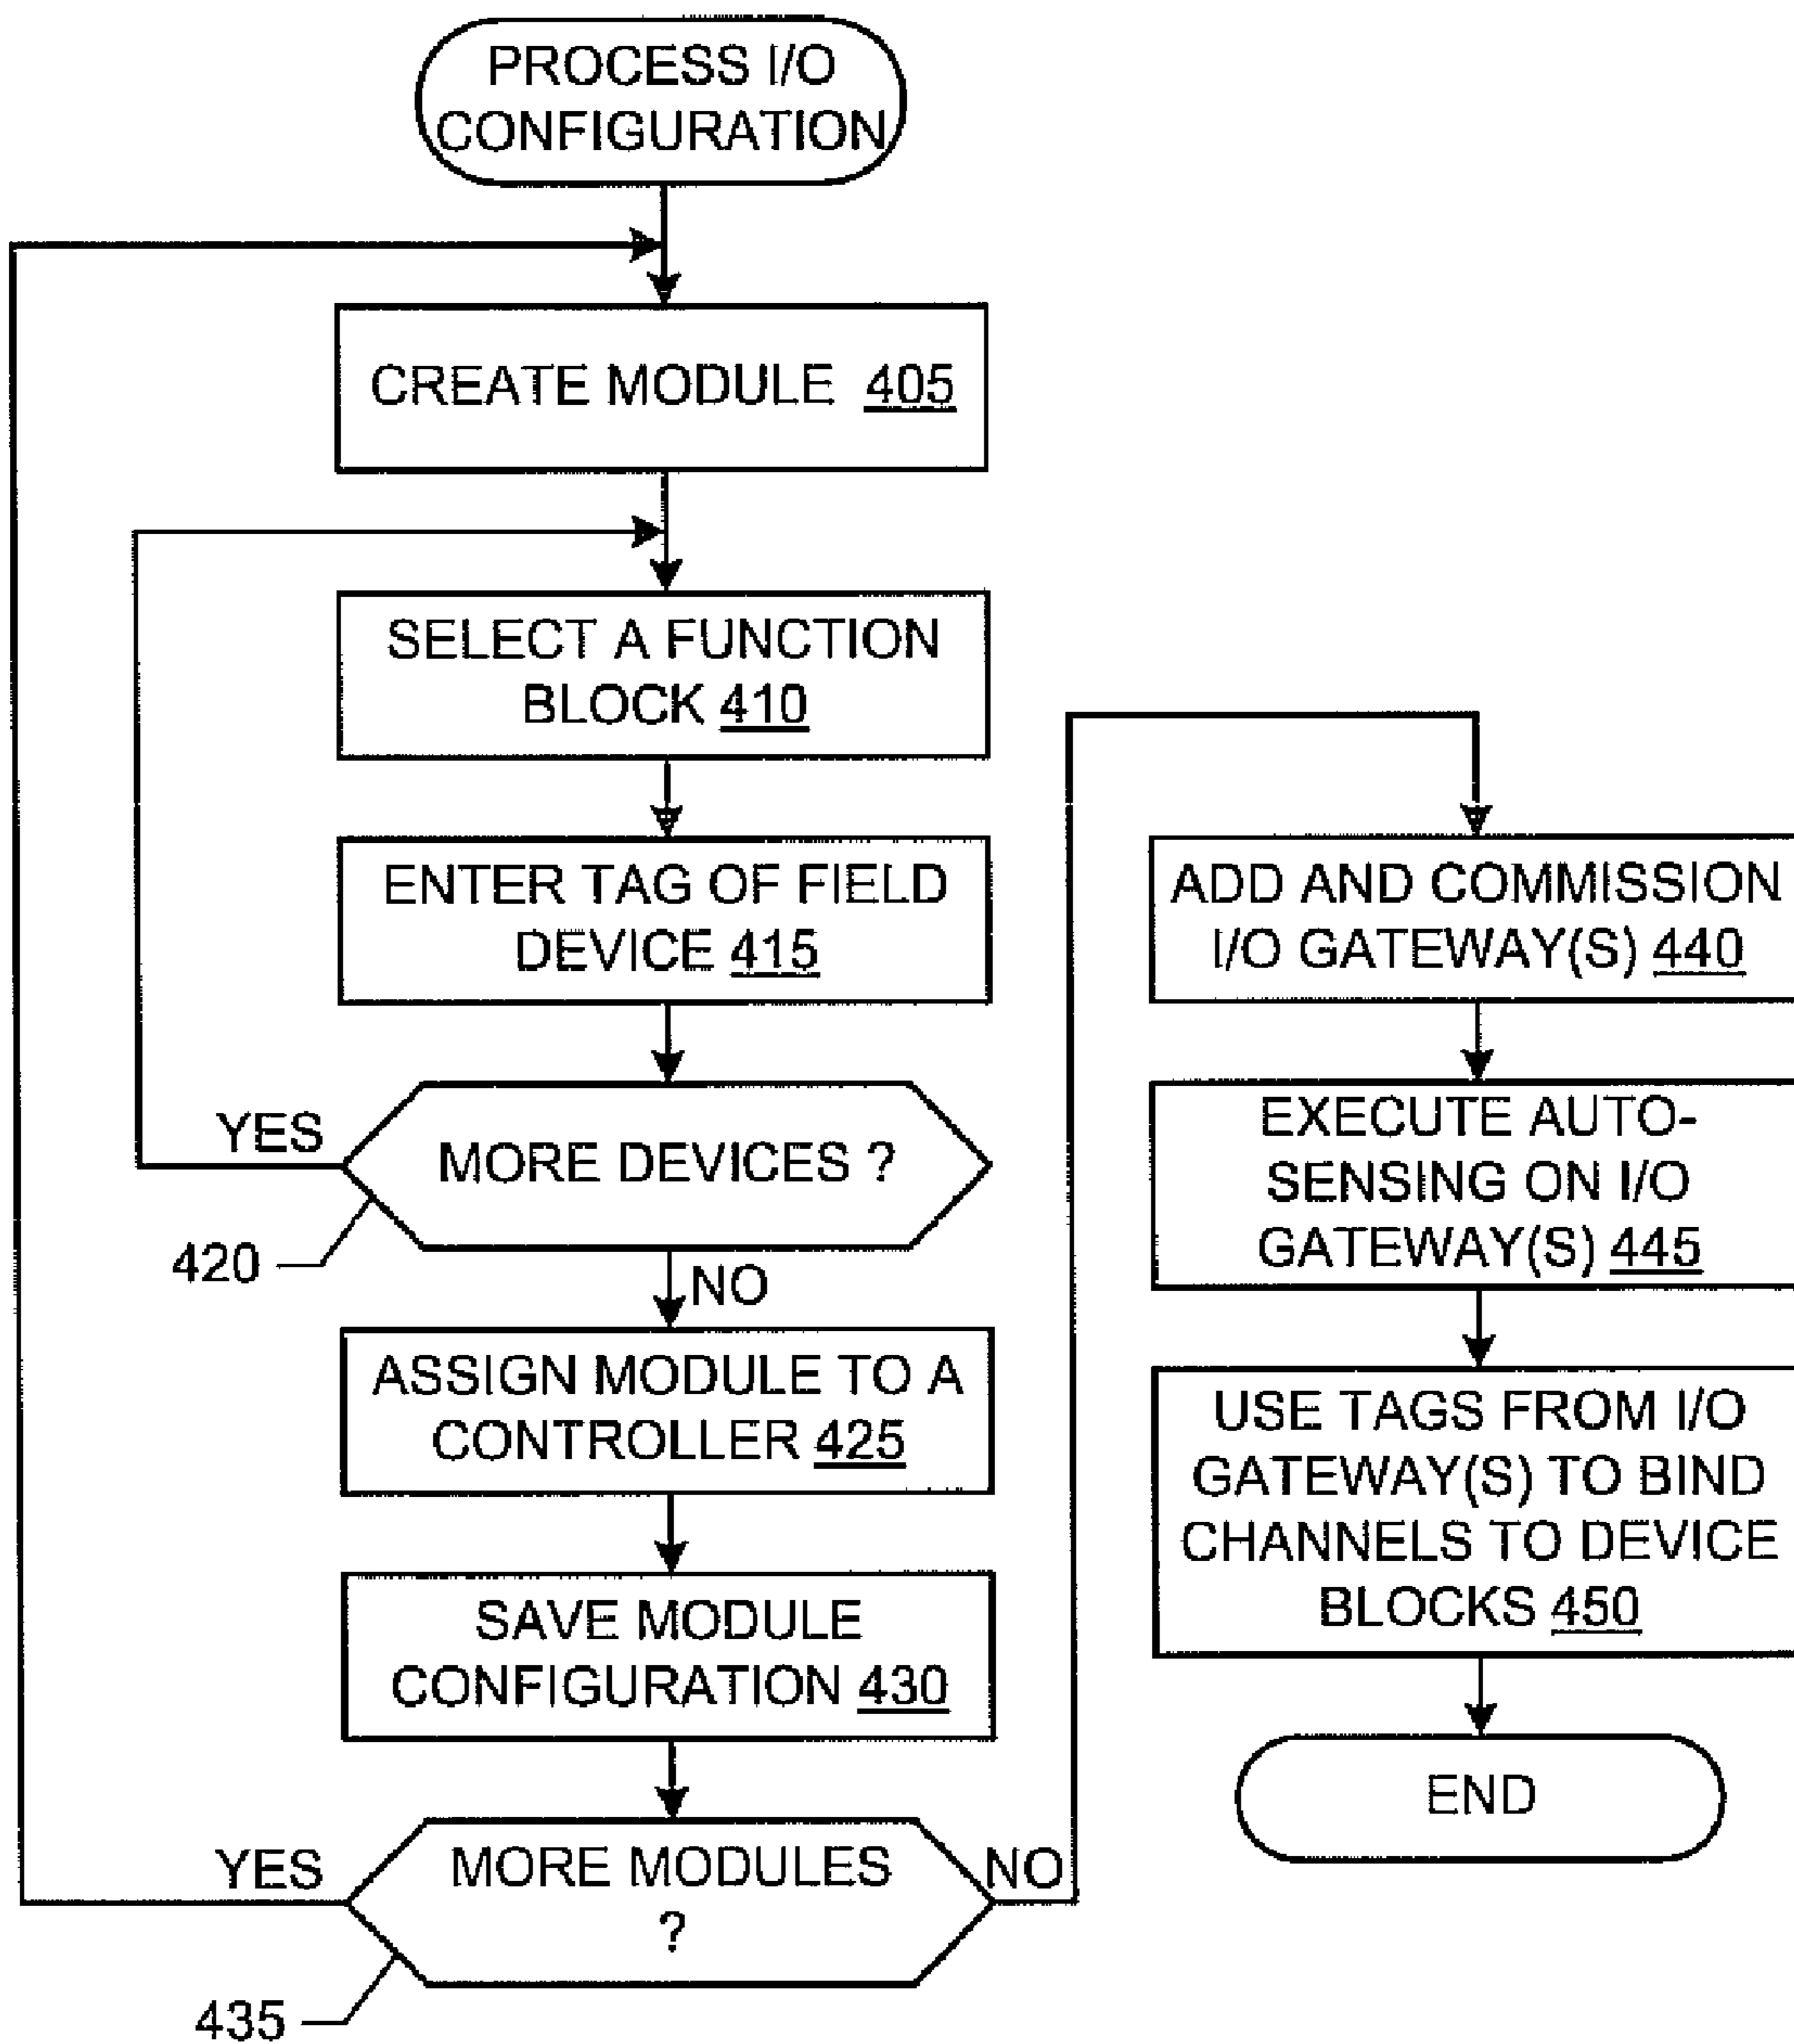 PROCESS I/O
CONFIGURATION
CREATE MODULE 405
SELECT A FUNCTION
BLOCK 410
ENTER TAG OF FIELD
DEVICE 415
YES
MORE DEVICES ?
420
NO
ASSIGN MODULE TO A
CONTROLLER 425
SAVE MODULE
CONFIGURATION 430
YES
MORE MODULES
?
NO
435
ADD AND COMMISSION
I/O GATEWAY(S) 440
EXECUTE AUTO-
SENSING ON I/O
GATEWAY(S) 445
USE TAGS FROM I/O
GATEWAY(S) TO BIND
CHANNELS TO DEVICE
BLOCKS 450
END